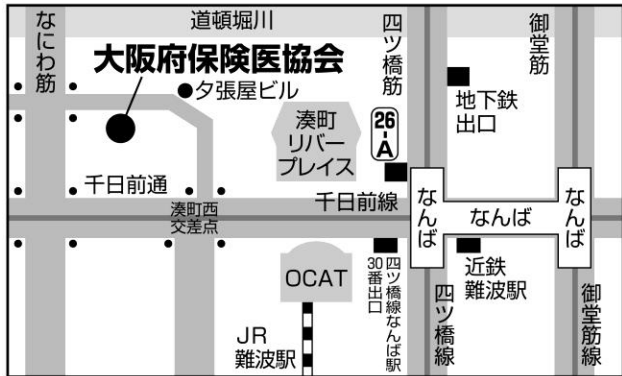 道頓堀川
なにわ筋
大阪府保険医協会
四ツ橋筋
御堂筋
夕張屋ビル
地下鉄
出口
湊町
リバー
プレイス
26
-A
千日前通
湊町西
交差点
千日前線
なんば
なんば
なんば
OCAT
四ツ橋線なんば駅
30番出口
四ツ橋線
近鉄
難波駅
御堂筋線
JR
難波駅